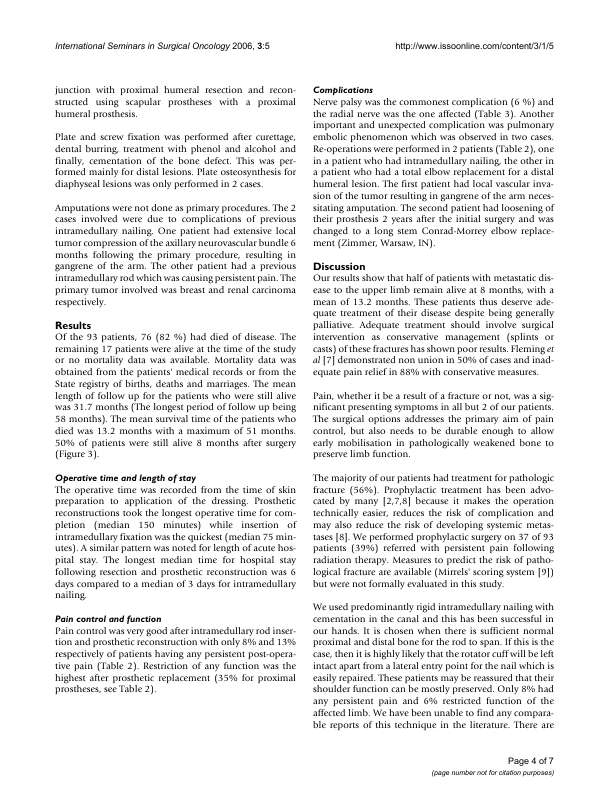 International Seminars in Surgical Oncology 2006, 3:5
http://www.issoonline.com/content/3/1/5
junction with proximal humeral resection and recon-
structed using scapular prostheses with a proximal
humeral prosthesis.
Plate and screw fixation was performed after curettage,
dental burring, treatment with phenol and alcohol and
finally, cementation of the bone defect. This was per-
formed mainly for distal lesions. Plate osteosynthesis for
diaphyseal lesions was only performed in 2 cases.
Amputations were not done as primary procedures. The 2
cases involved were due to complications of previous
intramedullary nailing. One patient had extensive local
tumor compression of the axillary neurovascular bundle 6
months following the primary procedure, resulting in
gangrene of the arm. The other patient had a previous
intramedullary rod which was causing persistent pain. The
primary tumor involved was breast and renal carcinoma
respectively.
Results
Of the 93 patients, 76 (82 %) had died of disease. The
remaining 17 patients were alive at the time of the study
or no mortality data was available. Mortality data was
obtained from the patients' medical records or from the
State registry of births, deaths and marriages. The mean
length of follow up for the patients who were still alive
was 31.7 months (The longest period of follow up being
58 months). The mean survival time of the patients who
died was 13.2 months with a maximum of 51 months.
50% of patients were still alive 8 months after surgery
(Figure 3).
Operative time and length of stay
The operative time was recorded from the time of skin
preparation to application of the dressing. Prosthetic
reconstructions took the longest operative time for com-
pletion (median 150 minutes) while insertion of
intramedullary fixation was the quickest (median 75 min-
utes). A similar pattern was noted for length of acute hos-
pital stay. The longest median time for hospital stay
following resection and prosthetic reconstruction was 6
days compared to a median of 3 days for intramedullary
nailing.
Pain control and function
Pain control was very good after intramedullary rod inser-
tion and prosthetic reconstruction with only 8% and 13%
respectively of patients having any persistent post-opera-
tive pain (Table 2). Restriction of any function was the
highest after prosthetic replacement (35% for proximal
prostheses, see Table 2).
Complications
Nerve palsy was the commonest complication (6 %) and
the radial nerve was the one affected (Table 3). Another
important and unexpected complication was pulmonary
embolic phenomenon which was observed in two cases.
Re-operations were performed in 2 patients (Table 2), one
in a patient who had intramedullary nailing, the other in
a patient who had a total elbow replacement for a distal
humeral lesion. The first patient had local vascular inva-
sion of the tumor resulting in gangrene of the arm neces-
sitating amputation. The second patient had loosening of
their prosthesis 2 years after the initial surgery and was
changed to a long stem Conrad-Morrey elbow replace-
ment (Zimmer, Warsaw, IN).
Discussion
Our results show that half of patients with metastatic dis-
ease to the upper limb remain alive at 8 months, with a
mean of 13.2 months. These patients thus deserve ade-
quate treatment of their disease despite being generally
palliative. Adequate treatment should involve surgical
intervention as conservative management (splints or
casts) of these fractures has shown poor results. Fleming et
al [7] demonstrated non union in 50% of cases and inad-
equate pain relief in 88% with conservative measures.
Pain, whether it be a result of a fracture or not, was a sig-
nificant presenting symptoms in all but 2 of our patients.
The surgical options addresses the primary aim of pain
control, but also needs to be durable enough to allow
early mobilisation in pathologically weakened bone to
preserve limb function.
The majority of our patients had treatment for pathologic
fracture (56%). Prophylactic treatment has been advo-
cated by many [2,7,8] because it makes the operation
technically easier, reduces the risk of complication and
may also reduce the risk of developing systemic metas-
tases [8]. We performed prophylactic surgery on 37 of 93
patients (39%) referred with persistent pain following
radiation therapy. Measures to predict the risk of patho-
logical fracture are available (Mirrels' scoring system [9])
but were not formally evaluated in this study.
We used predominantly rigid intramedullary nailing with
cementation in the canal and this has been successful in
our hands. It is chosen when there is sufficient normal
proximal and distal bone for the rod to span. If this is the
case, then it is highly likely that the rotator cuff will be left
intact apart from a lateral entry point for the nail which is
easily repaired. These patients may be reassured that their
shoulder function can be mostly preserved. Only 8% had
any persistent pain and 6% restricted function of the
affected limb. We have been unable to find any compara-
ble reports of this technique in the literature. There are
Page 4 of 7
(page number not for citation purposes)